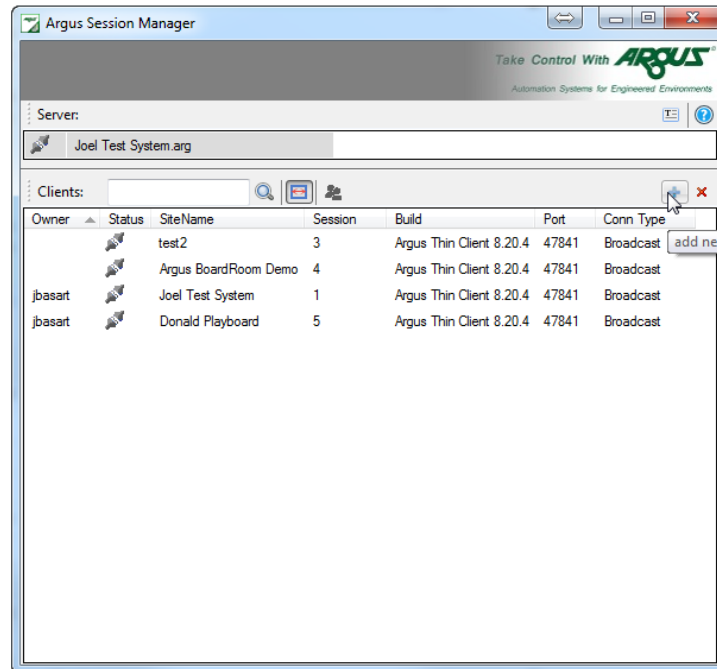 Argus Session Manager
Take Control With ARGUS
Automation Systems for Engineered Environments
Server:
Joel Test System.arg
Clients:
Owner Status SiteName Session Build Port Conn Type
add ne
test2 3 Argus Thin Client 8.20.4 47841 Broadcast
Argus BoardRoom Demo 4 Argus Thin Client 8.20.4 47841 Broadcast
jbasart Joel Test System 1 Argus Thin Client 8.20.4 47841 Broadcast
jbasart Donald Playboard 5 Argus Thin Client 8.20.4 47841 Broadcast